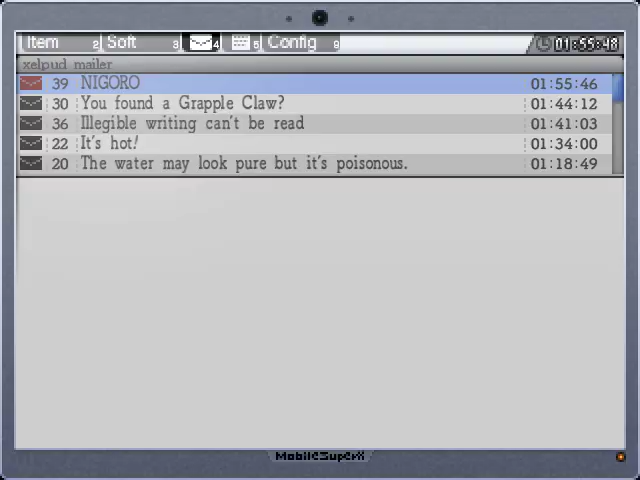 Item 2 Soft 3 4 5 Config 9 01:55:48
xelpud mailer
39 NIGORO 01:55:46
30 You found a Grapple Claw? 01:44:12
36 Illegible writing can't be read 01:41:03
22 It's hot! 01:34:00
20 The water may look pure but it's poisonous. 01:18:49
MobileSuperX